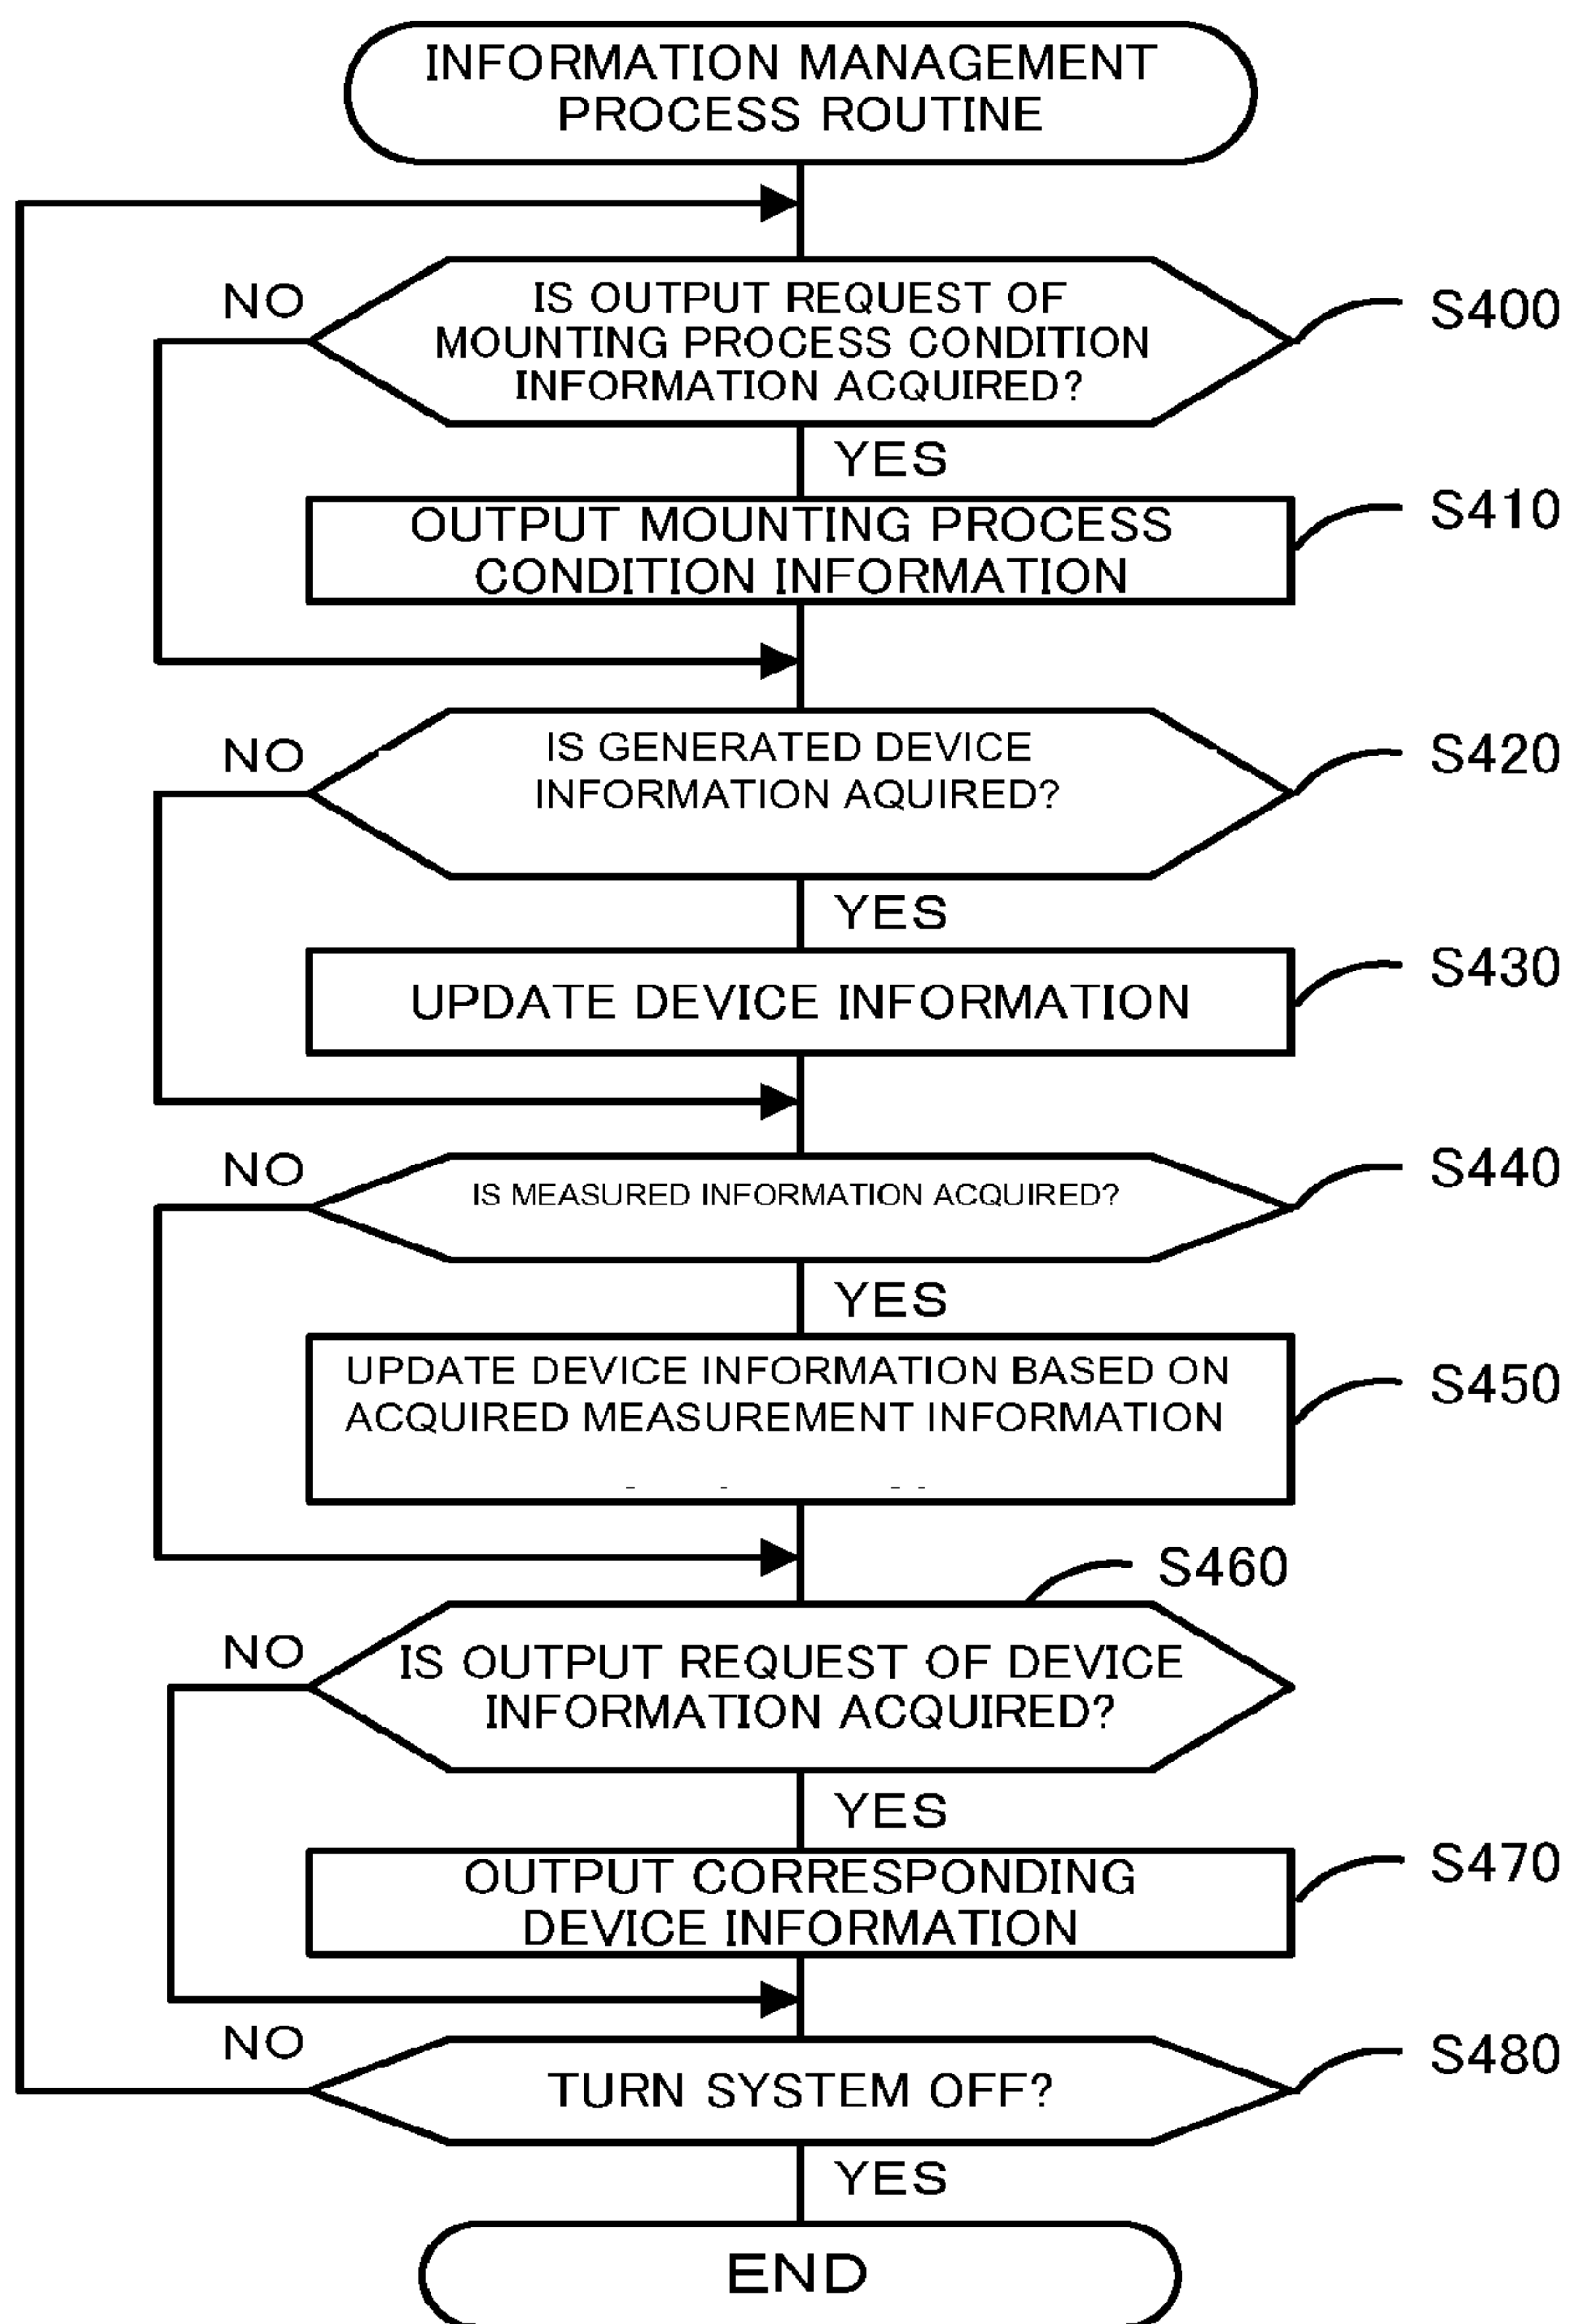 INFORMATION MANAGEMENT
PROCESS ROUTINE
NO
IS OUTPUT REQUEST OF
MOUNTING PROCESS CONDITION
INFORMATION ACQUIRED?
S400
YES
OUTPUT MOUNTING PROCESS
CONDITION INFORMATION
S410
NO
IS GENERATED DEVICE
INFORMATION AQUIRED?
S420
YES
UPDATE DEVICE INFORMATION
S430
NO
IS MEASURED INFORMATION ACQUIRED?
S440
YES
UPDATE DEVICE INFORMATION BASED ON
ACQUIRED MEASUREMENT INFORMATION
S450
S460
NO
IS OUTPUT REQUEST OF DEVICE
INFORMATION ACQUIRED?
YES
OUTPUT CORRESPONDING
DEVICE INFORMATION
S470
NO
TURN SYSTEM OFF?
S480
YES
END